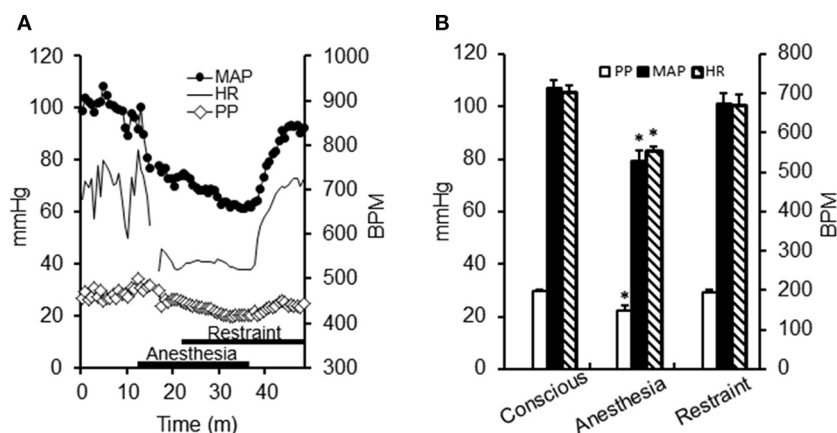 A
120
100
80
60
40
20
0
mmHg
MAP
HR
PP
1000
900
800
700
600
500
400
300
BPM
Restraint
Anesthesia
0 10 20 30 40
Time (m)
B
120
100
80
60
40
20
0
mmHg
PP MAP HR
* * *
800
700
600
500
400
300
200
100
0
BPM
Conscious
Anesthesia
Restraint